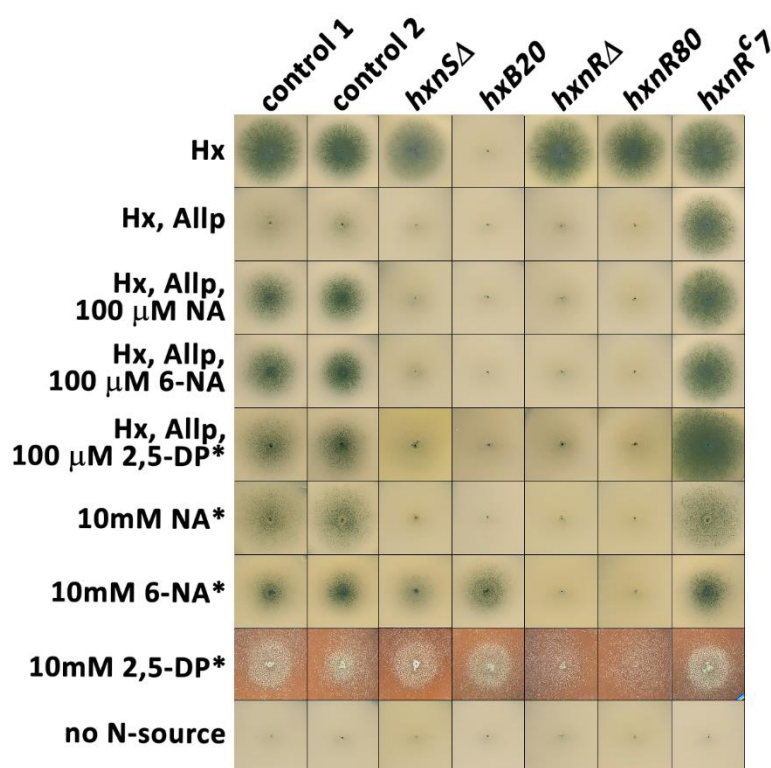 control 1
control 2
hxnSΔ
hxB20
hxnRΔ
hxnR80
hxnRc7
Hx
Hx, Allp
Hx, Allp,
100 μM NA
Hx, Allp,
100 μM 6-NA
Hx, Allp,
100 μM 2,5-DP*
10mM NA*
10mM 6-NA*
10mM 2,5-DP*
no N-source